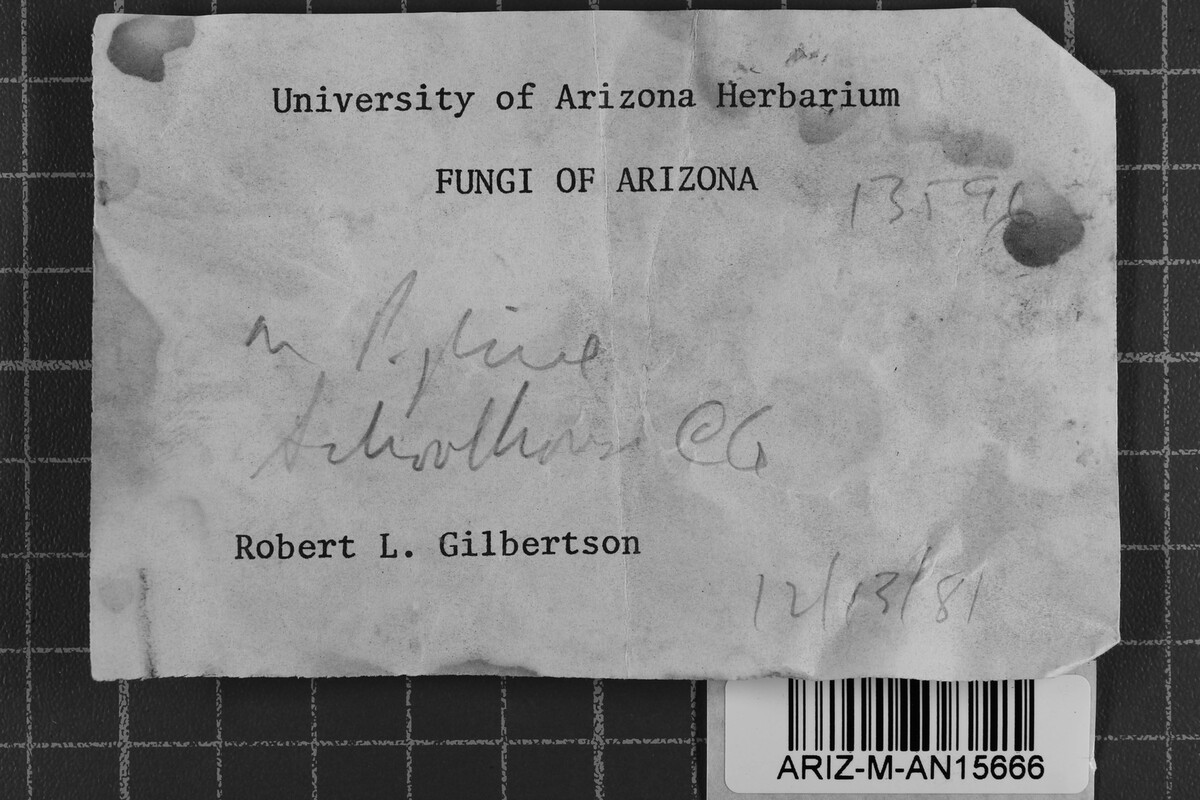 University of Arizona Herbarium
FUNGI OF ARIZONA
13596
on P. pine
Schoolhouse CG
Robert L. Gilbertson
12/13/81
ARIZ-M-AN15666